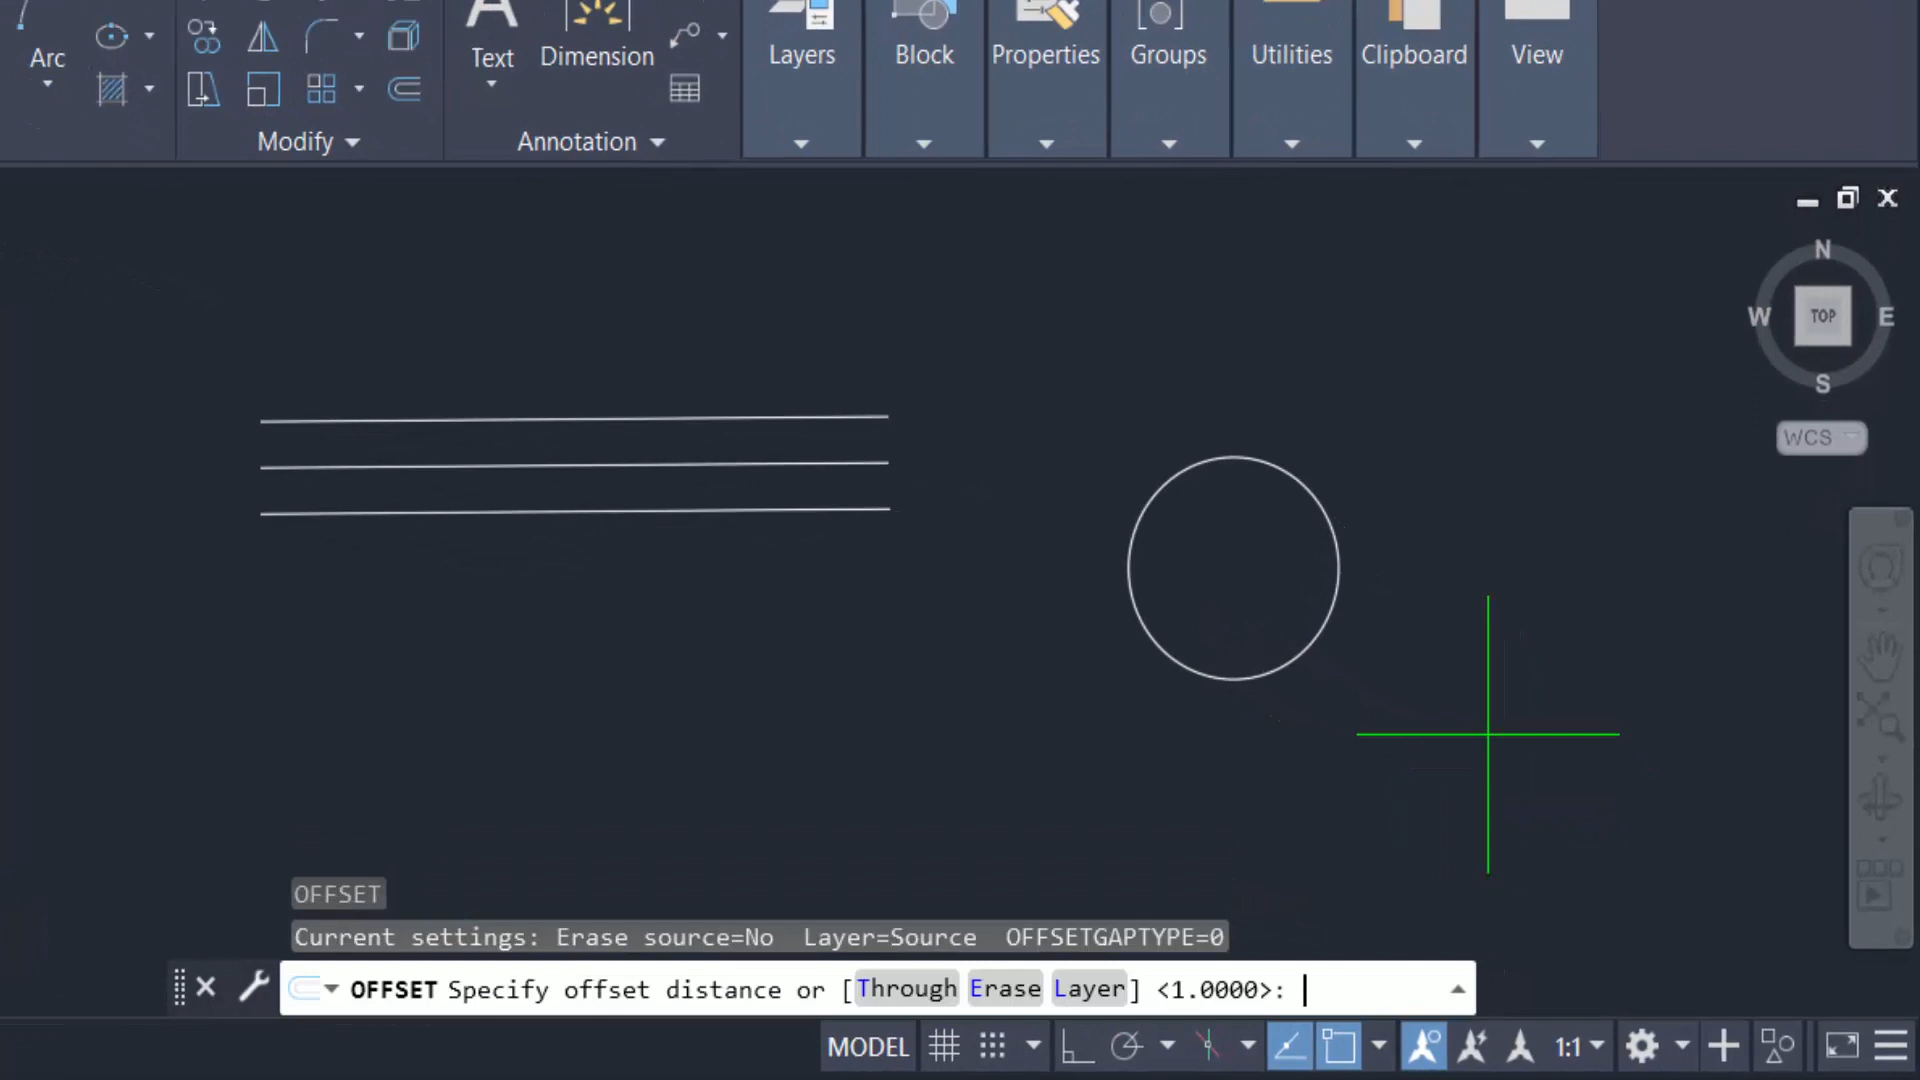 Arc
Modify
Text
Dimension
Annotation
Layers
Block
Properties
Groups
Utilities
Clipboard
View
N
W
TOP
E
S
WCS
OFFSET
Current settings: Erase source=No Layer=Source OFFSETGAPTYPE=0
OFFSET Specify offset distance or [Through Erase Layer] <1.0000>:
MODEL
1:1